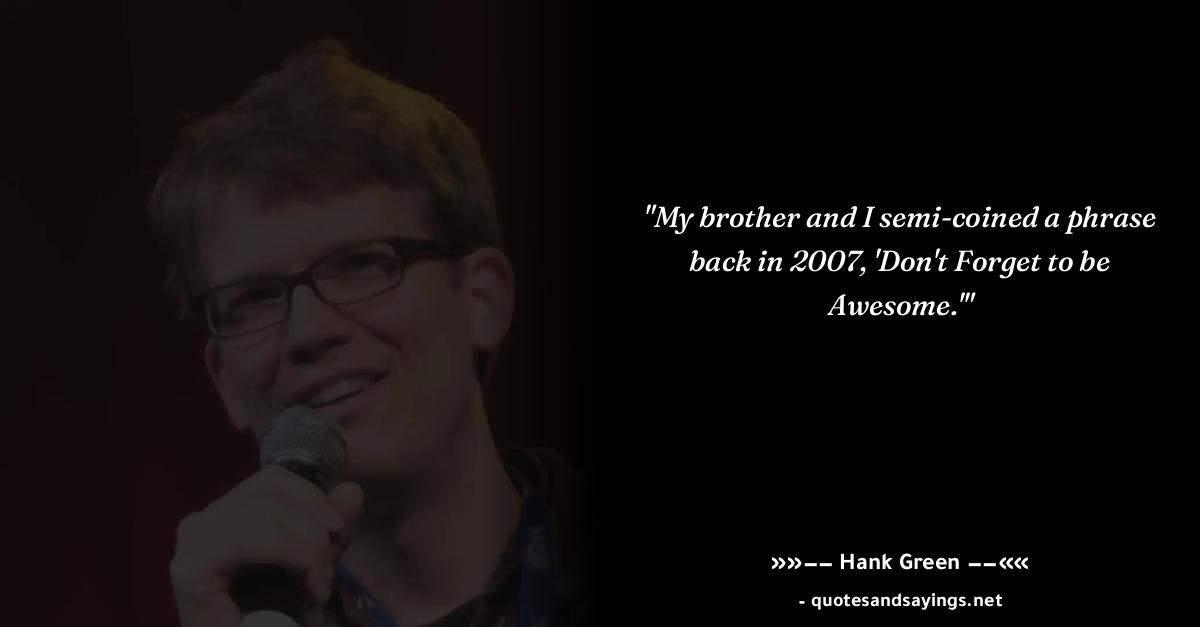 "My brother and I semi-coined a phrase
back in 2007, 'Don't Forget to be
Awesome.'"
»»−− Hank Green −−««
- quotesandsayings.net